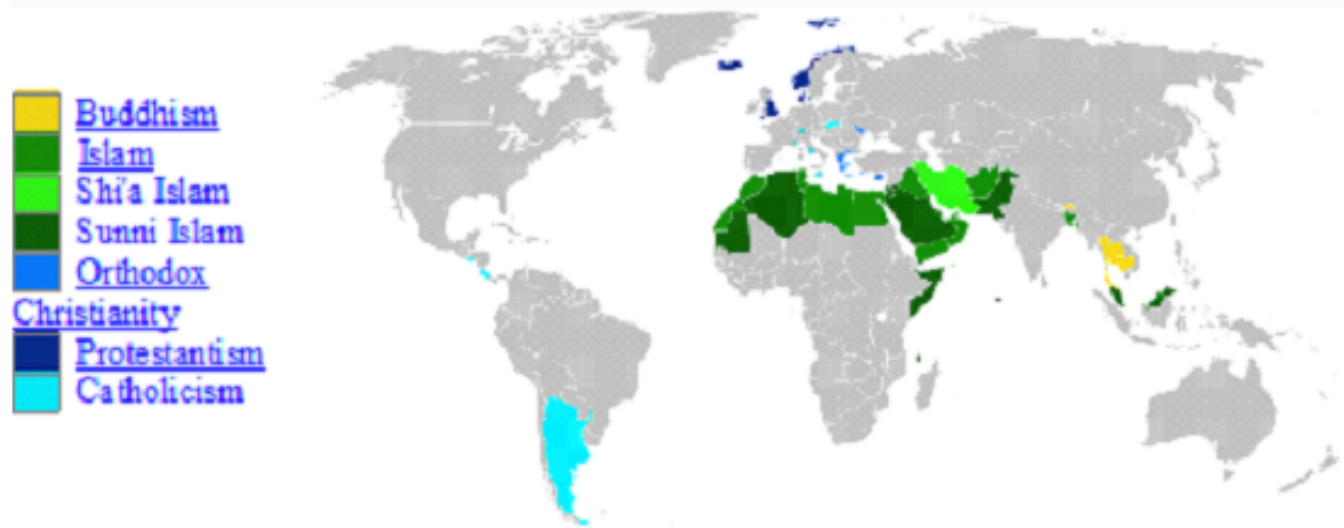 Buddhism
Islam
Shi'a Islam
Sunni Islam
Orthodox
Christianity
Protestantism
Catholicism